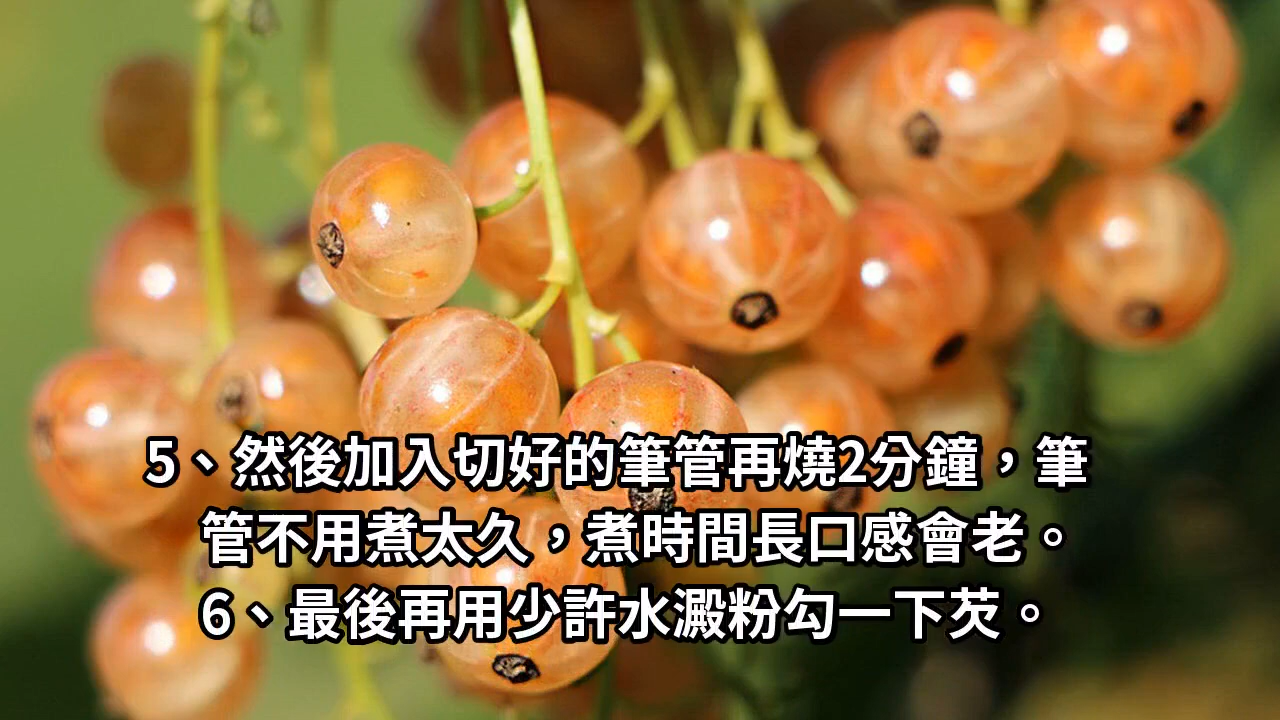 5、然後加入切好的筆管再燒2分鐘，筆
管不用煮太久，煮時間長口感會老。
6、最後再用少許水澱粉勾一下芡。